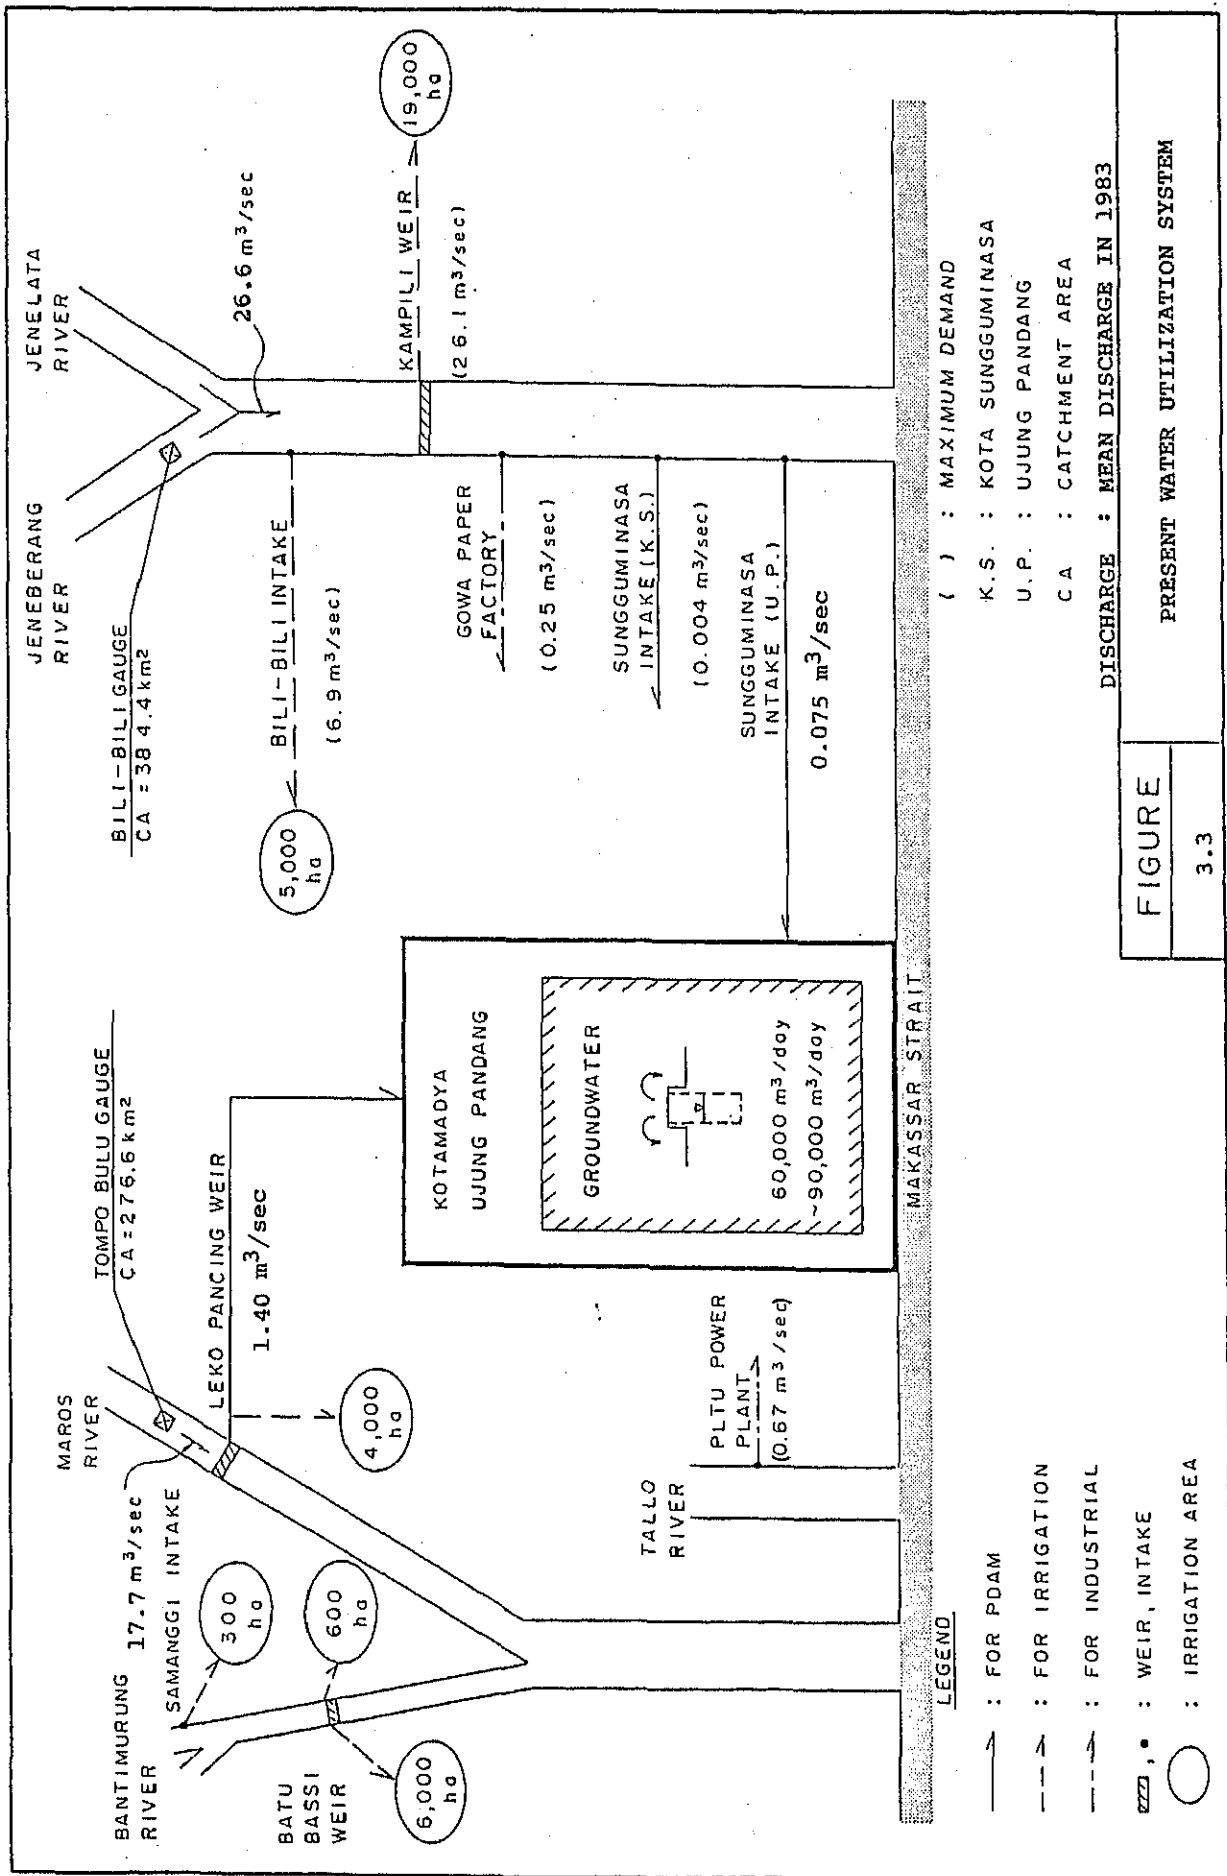 BANTIMURUNG
RIVER
17.7 m³/sec
SAMANGGI INTAKE
300
ha
600
ha
BATU
BASSI
WEIR
6,000
ha
MAROS
RIVER
TOMPO BULU GAUGE
CA=276.6 km²
LEKO PANCING WEIR
1.40 m³/sec
4,000
ha
TALLO
RIVER
PLTU POWER
PLANT
(0.67 m³/sec)
KOTAMADYA
UJUNG PANDANG
GROUNDWATER
60,000 m³/day
~90,000 m³/day
JENEBERANG
RIVER
JENELATA
RIVER
BILI-BILI GAUGE
CA = 384.4 km²
26.6 m³/sec
BILI-BILI INTAKE
(6.9 m³/sec)
5,000
ha
KAMPILI WEIR
(26.1 m³/sec)
19,000
ha
GOWA PAPER
FACTORY
(0.25 m³/sec)
SUNGGUMINASA
INTAKE (K.S.)
(0.004 m³/sec)
SUNGGUMINASA
INTAKE (U.P.)
0.075 m³/sec
MAKASSAR STRAIT
LEGEND
: FOR PDAM
: FOR IRRIGATION
: FOR INDUSTRIAL
, • : WEIR, INTAKE
: IRRIGATION AREA
( ) : MAXIMUM DEMAND
K.S. : KOTA SUNGGUMINASA
U.P. : UJUNG PANDANG
CA : CATCHMENT AREA
DISCHARGE : MEAN DISCHARGE IN 1983
FIGURE
3.3
PRESENT WATER UTILIZATION SYSTEM